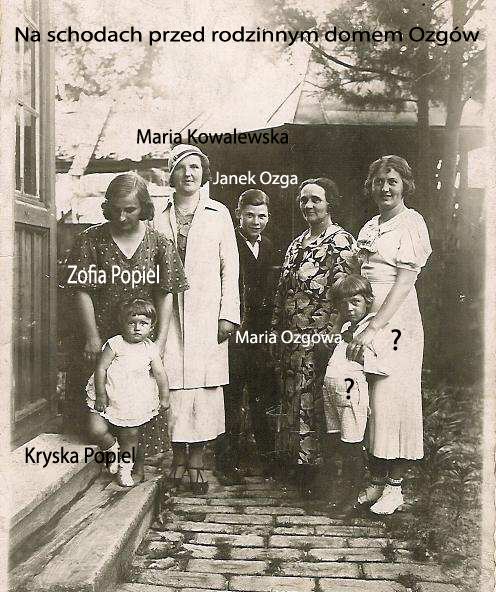 Na schodach przed rodzinnym domem Ozgów
Maria Kowalewska
Janek Ozga
Zofia Popiel
Maria Ozgowa
?
?
Kryska Popiel